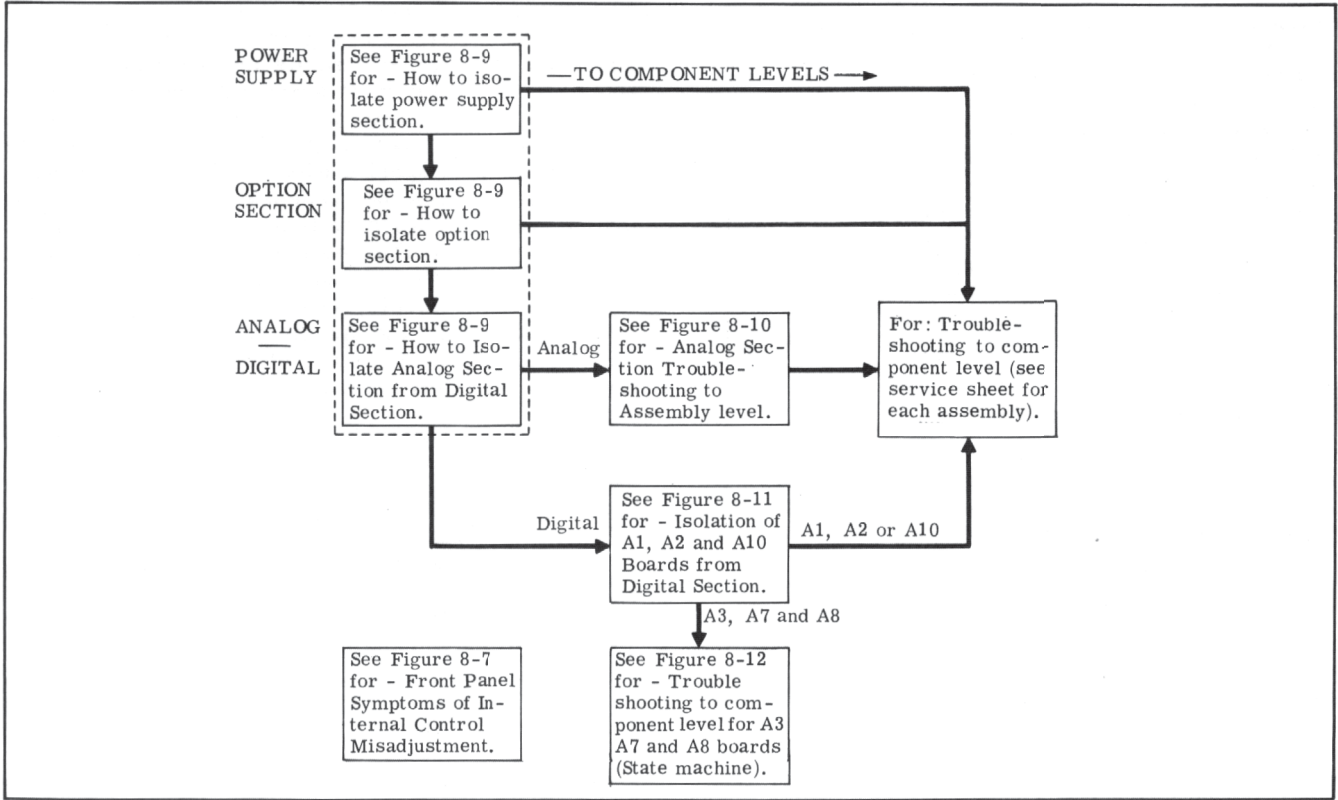 POWER
SUPPLY
See Figure 8-9
for - How to iso-
late power supply
section.
—TO COMPONENT LEVELS→
OPTION
SECTION
See Figure 8-9
for - How to
isolate option
section.
ANALOG
—
DIGITAL
See Figure 8-9
for - How to Iso-
late Analog Sec-
tion from Digital
Section.
Analog
See Figure 8-10
for - Analog Sec-
tion Trouble-
shooting to
Assembly level.
For: Trouble-
shooting to com-
ponent level (see
service sheet for
each assembly).
Digital
See Figure 8-11
for - Isolation of
A1, A2 and A10
Boards from
Digital Section.
A1, A2 or A10
A3, A7 and A8
See Figure 8-7
for - Front Panel
Symptoms of In-
ternal Control
Misadjustment.
See Figure 8-12
for - Trouble
shooting to com-
ponent level for A3
A7 and A8 boards
(State machine).